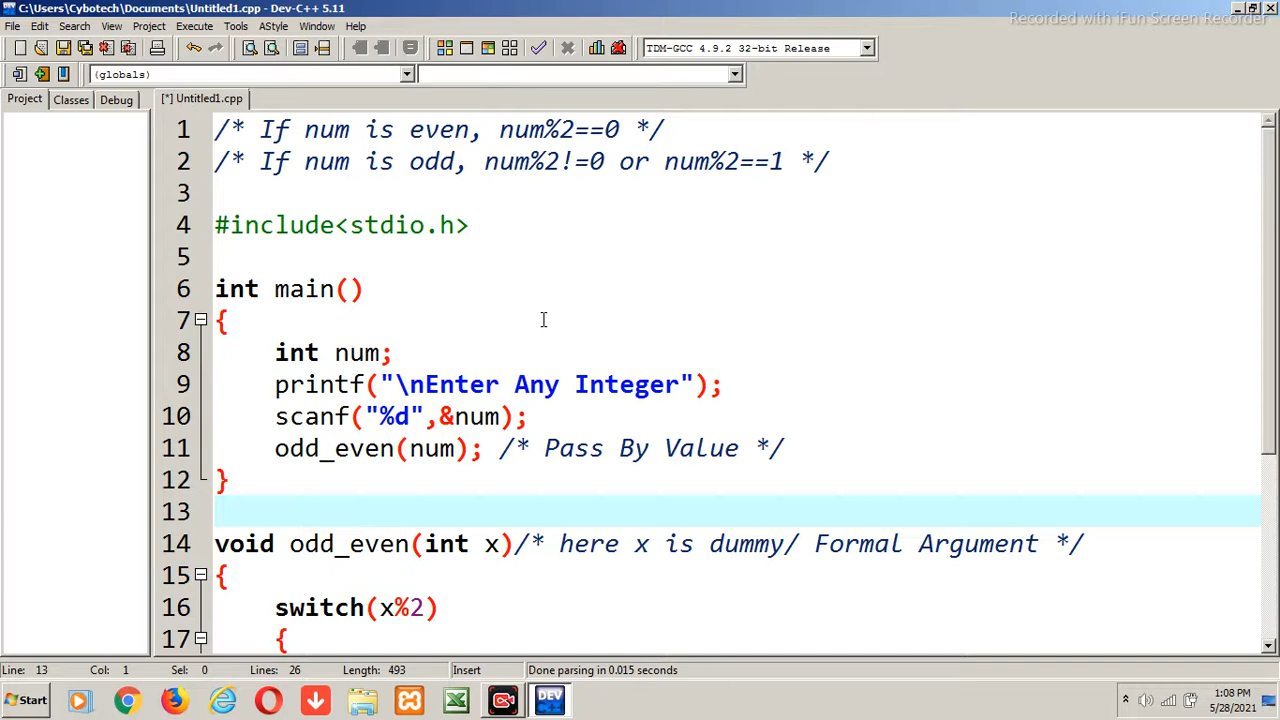 C:\Users\Cybotech\Documents\Untitled1.cpp - Dev-C++ 5.11
Recorded with iFun Screen Recorder
File Edit Search View Project Execute Tools AStyle Window Help
TDM-GCC 4.9.2 32-bit Release
(globals)
Project Classes Debug [*] Untitled1.cpp
1 /* If num is even, num%2==0 */
2 /* If num is odd, num%2!=0 or num%2==1 */
3
4 #include<stdio.h>
5
6 int main()
7 {
8 int num;
9 printf("\nEnter Any Integer");
10 scanf("%d",&num);
11 odd_even(num); /* Pass By Value */
12 }
13
14 void odd_even(int x)/* here x is dummy/ Formal Argument */
15 {
16 switch(x%2)
17 {
Line: 13 Col: 1 Sel: 0 Lines: 26 Length: 493 Insert Done parsing in 0.015 seconds
Start DEV 1:08 PM
5/28/2021